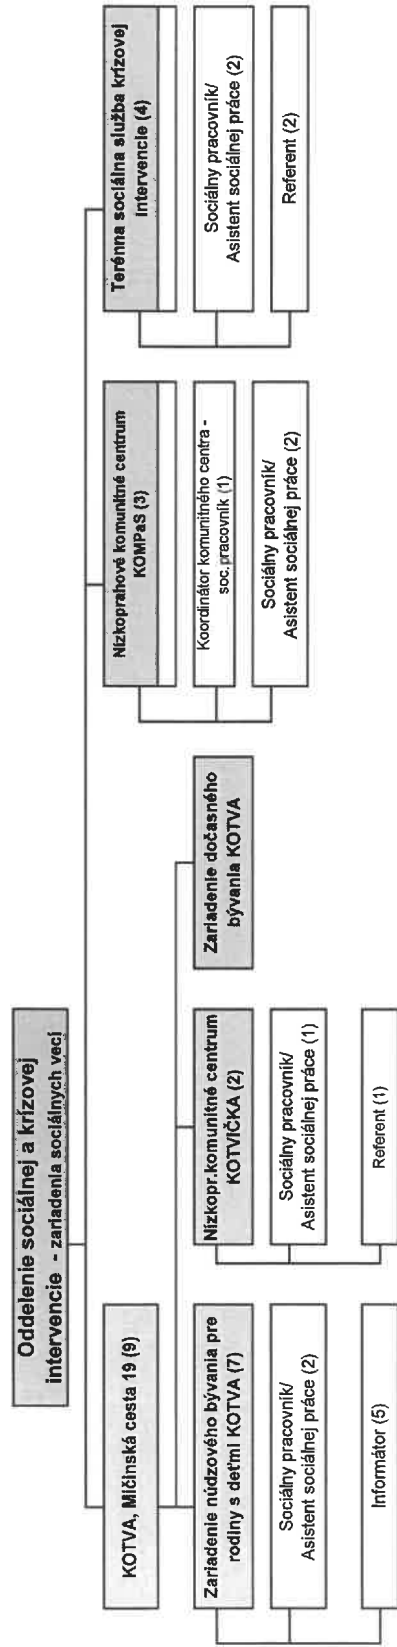 Oddelenie sociálnej a krízovej
intervencie - zariadenia sociálnych vecí
KOTVA, Mičinská cesta 19 (9)
Zariadenie núdzového bývania pre
rodiny s deťmi KOTVA (7)
Sociálny pracovník/
Asistent sociálnej práce (2)
Informátor (5)
Nízkopr.komunitné centrum
KOTVIČKA (2)
Sociálny pracovník/
Asistent sociálnej práce (1)
Referent (1)
Zariadenie dočasného
bývania KOTVA
Nízkoprahové komunitné centrum
KOMPaS (3)
Koordinátor komunitného centra -
soc.pracovník (1)
Sociálny pracovník/
Asistent sociálnej práce (2)
Terénna sociálna služba krízovej
intervencie (4)
Sociálny pracovník/
Asistent sociálnej práce (2)
Referent (2)